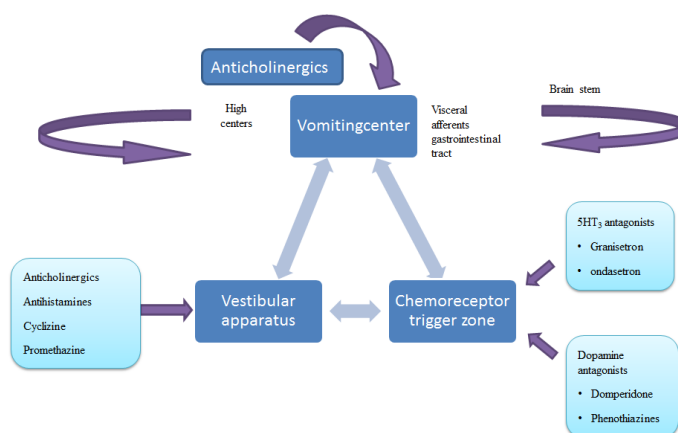 Anticholinergics
High
centers
Vomitingcenter
Visceral
afferents
gastrointestinal
tract
Brain stem
5HT3 antagonists
• Granisetron
• ondasetron
Anticholinergics
Antihistamines
Cyclizine
Promethazine
Vestibular
apparatus
Chemoreceptor
trigger zone
Dopamine
antagonists
• Domperidone
• Phenothiazines